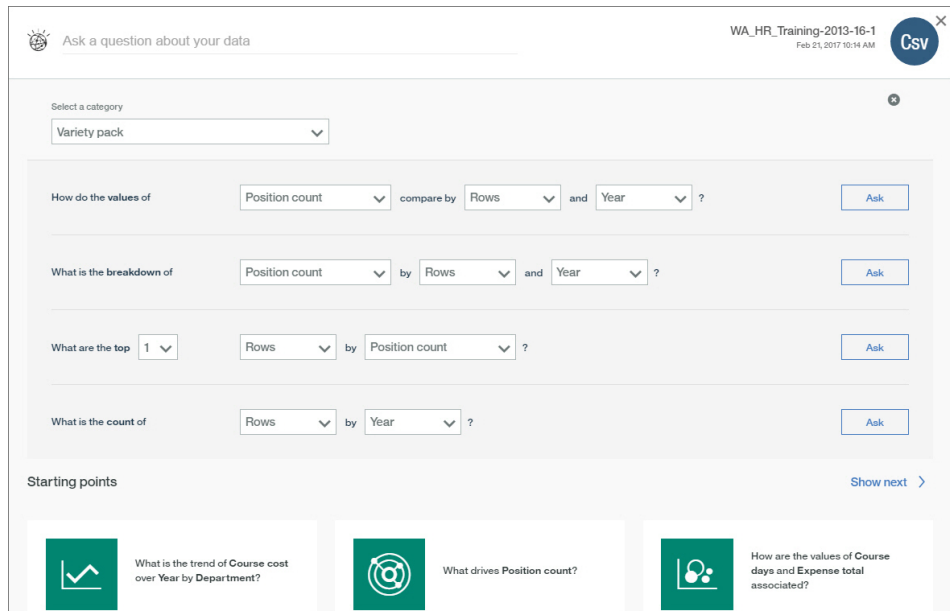 Ask a question about your data
WA_HR_Training-2013-16-1
Feb 21, 2017 10:14 AM
Csv
Select a category
Variety pack
How do the values of Position count compare by Rows and Year ? Ask
What is the breakdown of Position count by Rows and Year ? Ask
What are the top 1 Rows by Position count ? Ask
What is the count of Rows by Year ? Ask
Starting points
Show next
What is the trend of Course cost
over Year by Department?
What drives Position count?
How are the values of Course
days and Expense total
associated?